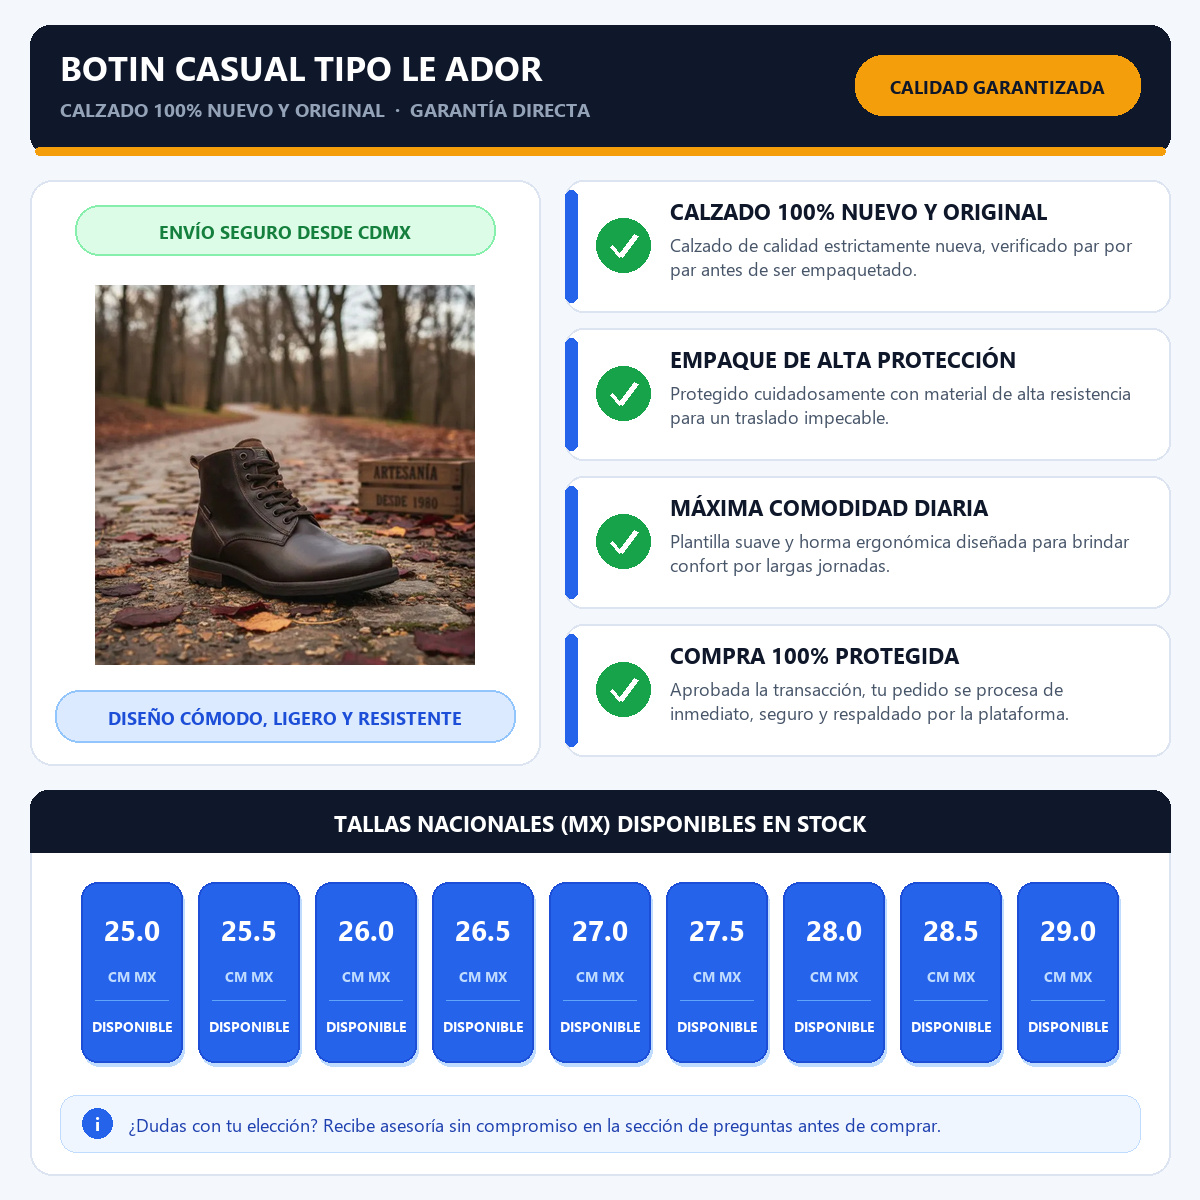 BOTIN CASUAL TIPO LE ADOR
CALZADO 100% NUEVO Y ORIGINAL · GARANTÍA DIRECTA
CALIDAD GARANTIZADA
ENVÍO SEGURO DESDE CDMX
ARTESANÍA
DESDE 1980
DISEÑO CÓMODO, LIGERO Y RESISTENTE
CALZADO 100% NUEVO Y ORIGINAL
Calzado de calidad estrictamente nueva, verificado par por
par antes de ser empaquetado.
EMPAQUE DE ALTA PROTECCIÓN
Protegido cuidadosamente con material de alta resistencia
para un traslado impecable.
MÁXIMA COMODIDAD DIARIA
Plantilla suave y horma ergonómica diseñada para brindar
confort por largas jornadas.
COMPRA 100% PROTEGIDA
Aprobada la transacción, tu pedido se procesa de
inmediato, seguro y respaldado por la plataforma.
TALLAS NACIONALES (MX) DISPONIBLES EN STOCK
25.0 25.5 26.0 26.5 27.0 27.5 28.0 28.5 29.0
CM MX CM MX CM MX CM MX CM MX CM MX CM MX CM MX CM MX
DISPONIBLE DISPONIBLE DISPONIBLE DISPONIBLE DISPONIBLE DISPONIBLE DISPONIBLE DISPONIBLE DISPONIBLE
i
¿Dudas con tu elección? Recibe asesoría sin compromiso en la sección de preguntas antes de comprar.